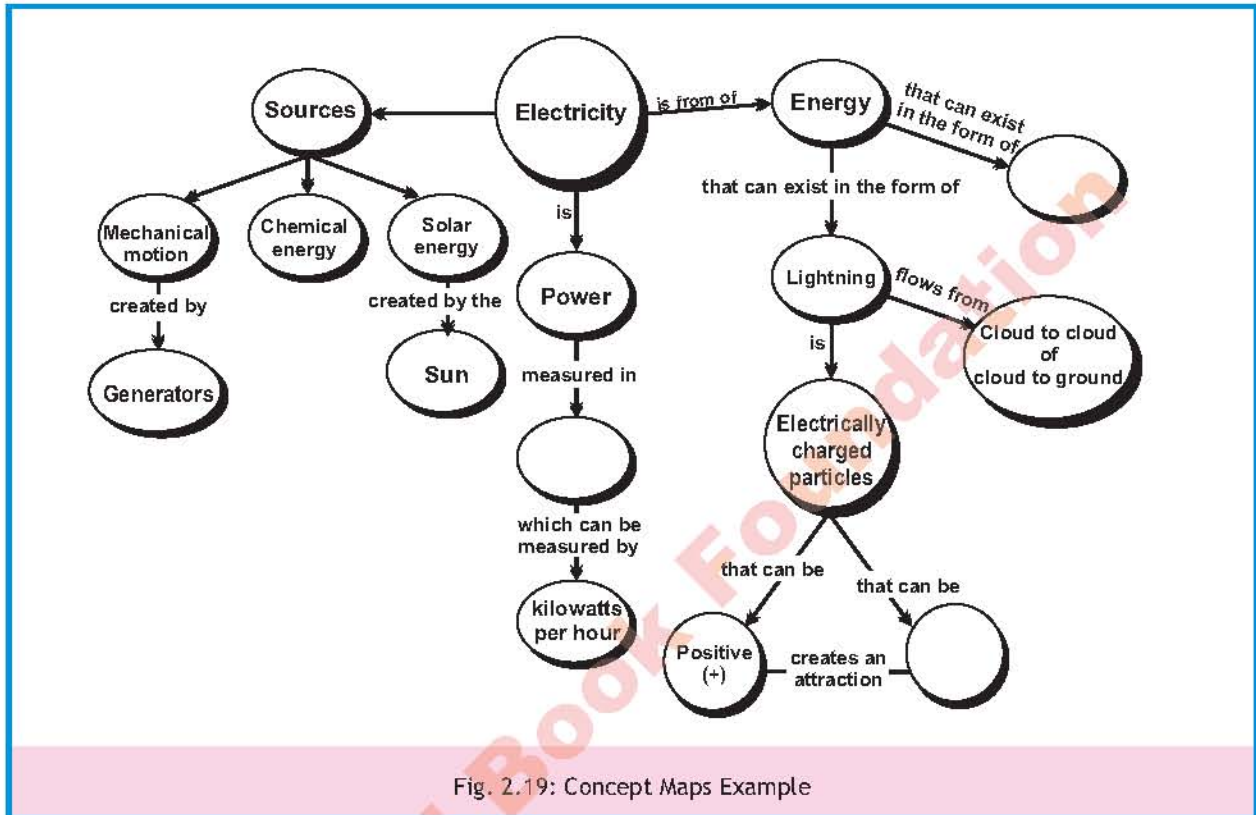 Sources
Electricity
is from of
Energy
that can exist
in the form of
Mechanical
motion
Chemical
energy
Solar
energy
is
that can exist in the form of
created by
created by the
Power
Lightning
flows from
Generators
Sun
measured in
is
Cloud to cloud
of
cloud to ground
Electrically
charged
particles
which can be
measured by
that can be
that can be
kilowatts
per hour
Positive
(+)
creates an
attraction
Book Foundation
Fig. 2.19: Concept Maps Example